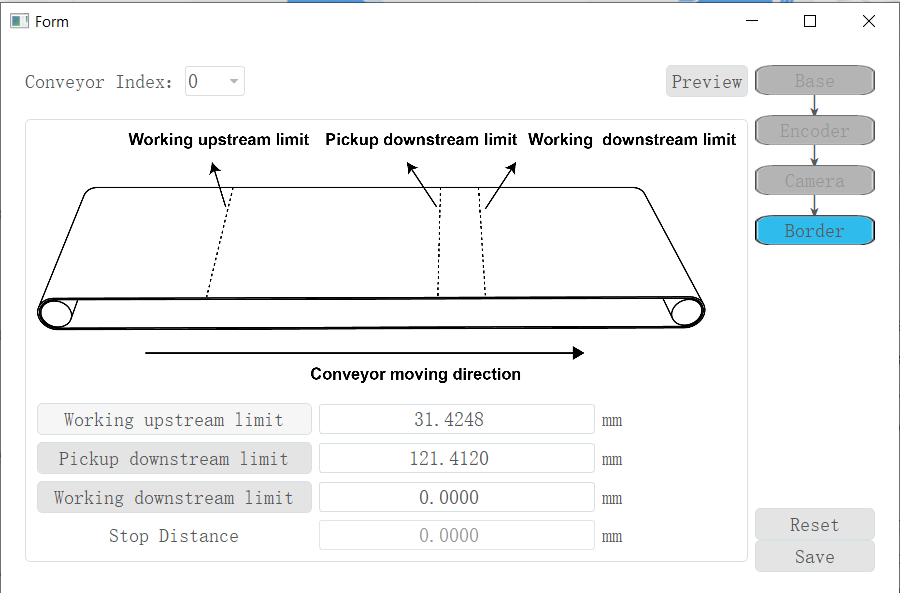 Form
Conveyor Index: 0
Preview
Base
Encoder
Camera
Border
Working upstream limit Pickup downstream limit Working downstream limit
Conveyor moving direction
Working upstream limit 31.4248 mm
Pickup downstream limit 121.4120 mm
Working downstream limit 0.0000 mm
Stop Distance 0.0000 mm
Reset
Save